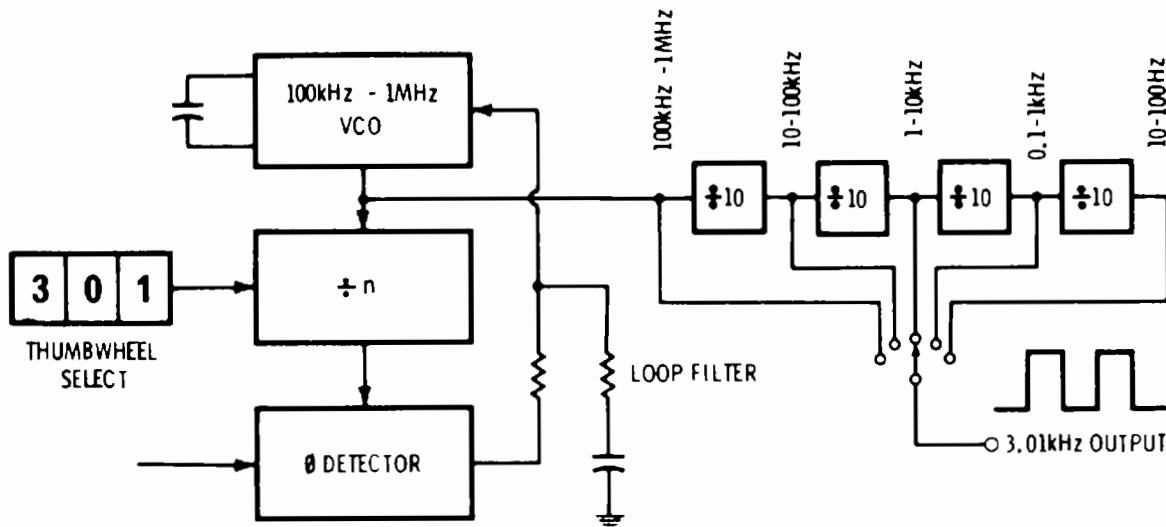 100kHz - 1MHz
VCO
÷ n
3 0 1
THUMBWHEEL
SELECT
Ø DETECTOR
LOOP FILTER
100kHz - 1MHz
10-100kHz
1-10kHz
0.1-1kHz
10-100Hz
÷10
÷10
÷10
÷10
3.01kHz OUTPUT